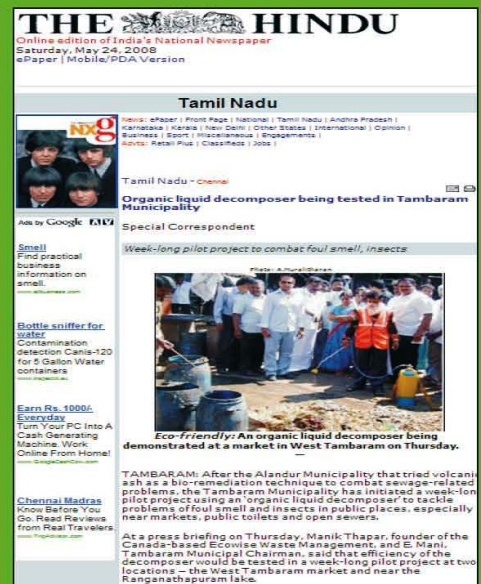 THE HINDU
Online edition of India's National Newspaper
Saturday, May 24, 2008
ePaper | Mobile/PDA Version
Tamil Nadu
NXg
News: ePaper | Front Page | National | Tamil Nadu | Andhra Pradesh |
Karnataka | Kerala | New Delhi | Other States | International | Opinion |
Business | Sport | Miscellaneous | Engagements |
Advts: Retail Plus | Classifieds | Jobs |
Tamil Nadu - Chennai
Organic liquid decomposer being tested in Tambaram
Municipality
Special Correspondent
Week-long pilot project to combat foul smell, insects
Photo: A.Muralitharan
Eco-friendly: An organic liquid decomposer being
demonstrated at a market in West Tambaram on Thursday.
—
TAMBARAM: After the Alandur Municipality that tried volcanic
ash as a bio-remediation technique to combat sewage-related
problems, the Tambaram Municipality has initiated a week-lon
pilot project using an 'organic liquid decomposer' to tackle
problems of foul smell and insects in public places, especially
near markets, public toilets and open sewers.
At a press briefing on Thursday, Manik Thapar, founder of the
Canada-based Ecowise Waste Management, and E. Mani,
Tambaram Municipal Chairman, said that efficiency of the
decomposer would be tested in a week-long pilot project at two
locations — the West Tambaram market and near the
Ranganathapuram lake.
Ads by Google
Smell
Find practical
business
information on
smell.
www.allbusiness.com
Bottle sniffer for
water
Contamination
detection Canis-120
for 5 Gallon Water
containers
Earn Rs. 1000/-
Everyday
Turn Your PC Into A
Cash Generating
Machine. Work
Online From Home!
www.GoogleCashCow.com
Chennai Madras
Know Before You
Go. Read Reviews
from Real Travelers.
www.TripAdvisor.com